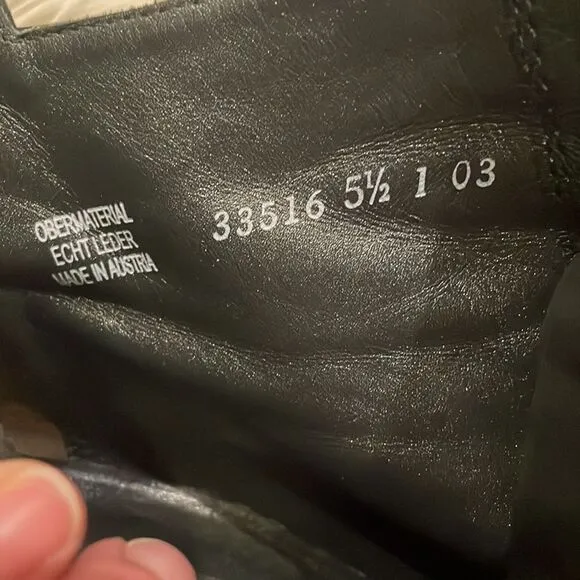 OBERMATERIAL
ECHT LEDER
MADE IN AUSTRIA
33516 5½ 1 03